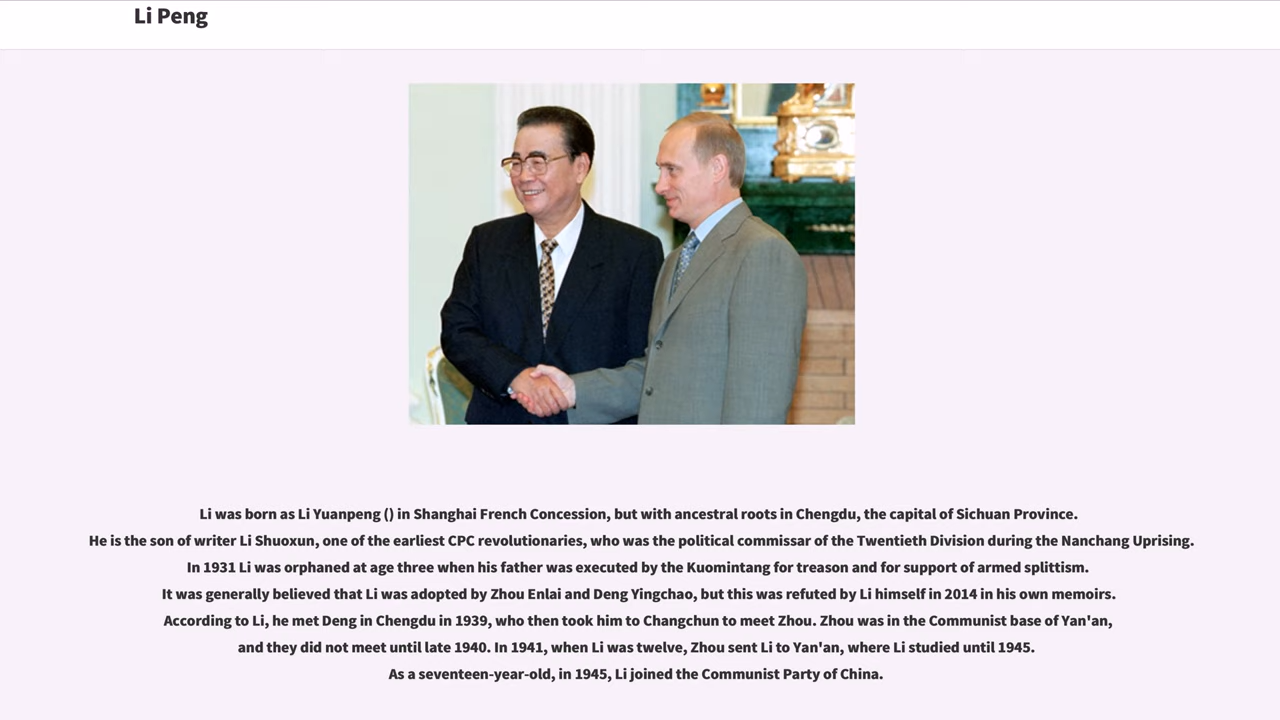 Li Peng
Li was born as Li Yuanpeng () in Shanghai French Concession, but with ancestral roots in Chengdu, the capital of Sichuan Province.
He is the son of writer Li Shuoxun, one of the earliest CPC revolutionaries, who was the political commissar of the Twentieth Division during the Nanchang Uprising.
In 1931 Li was orphaned at age three when his father was executed by the Kuomintang for treason and for support of armed splittism.
It was generally believed that Li was adopted by Zhou Enlai and Deng Yingchao, but this was refuted by Li himself in 2014 in his own memoirs.
According to Li, he met Deng in Chengdu in 1939, who then took him to Changchun to meet Zhou. Zhou was in the Communist base of Yan'an,
and they did not meet until late 1940. In 1941, when Li was twelve, Zhou sent Li to Yan'an, where Li studied until 1945.
As a seventeen-year-old, in 1945, Li joined the Communist Party of China.